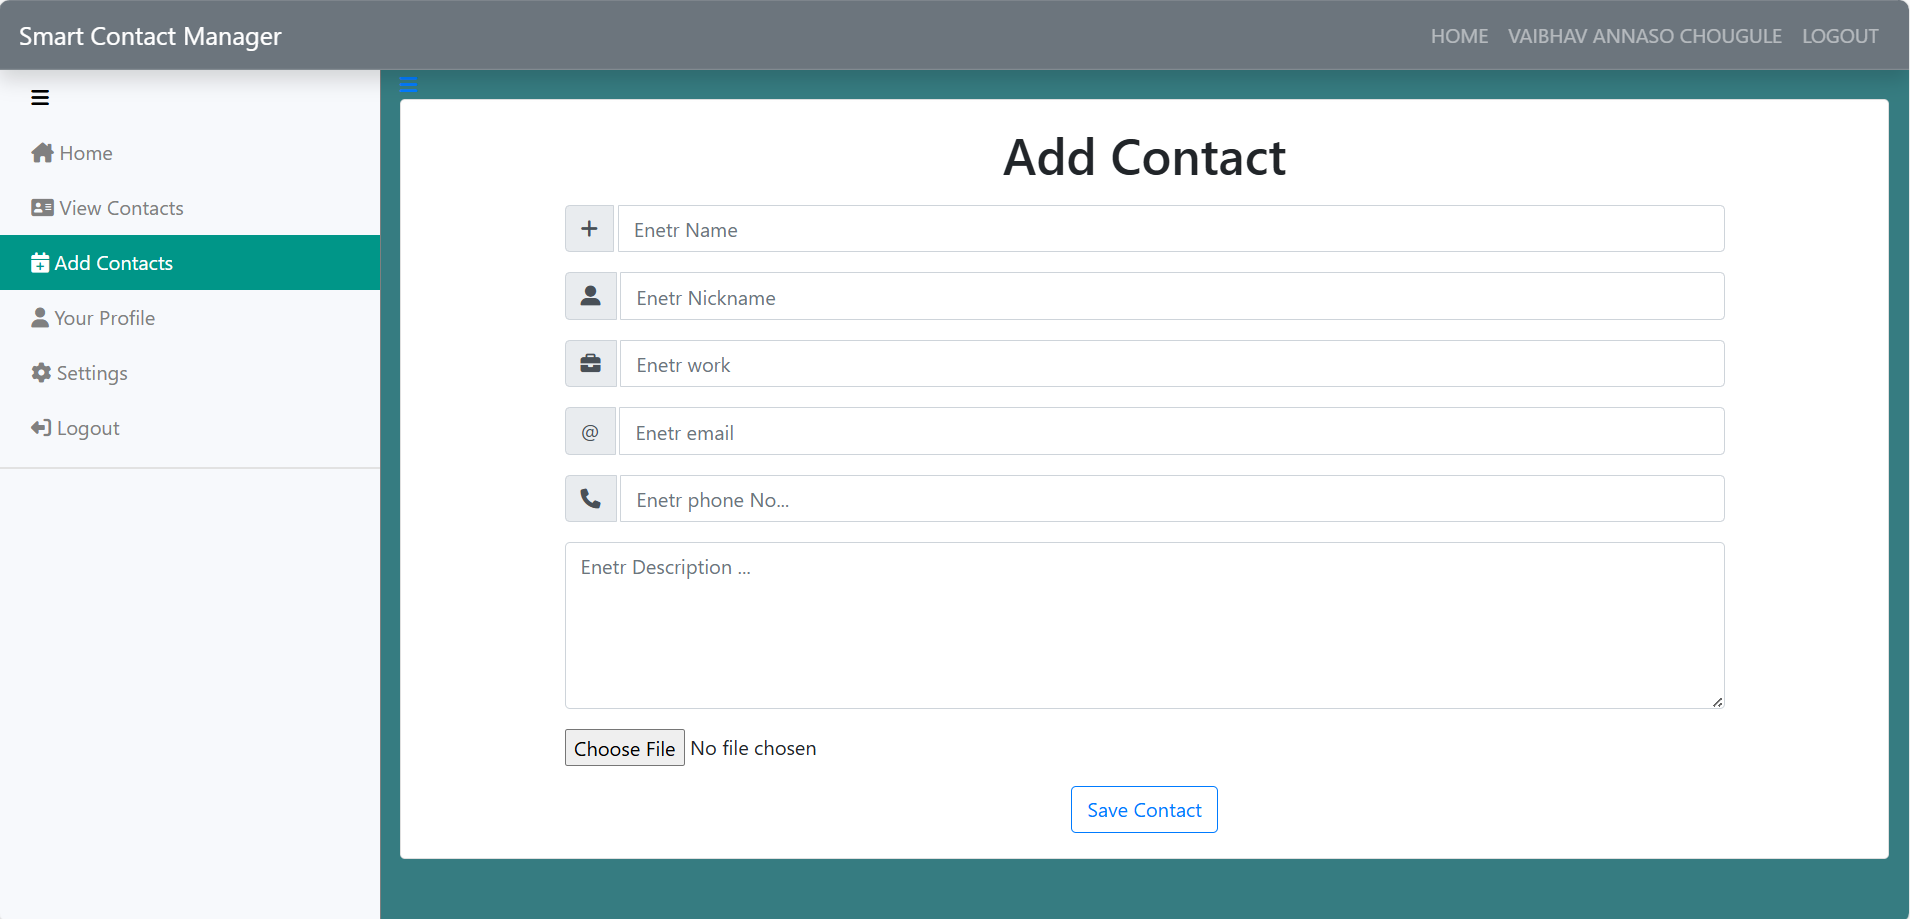 Smart Contact Manager
HOME VAIBHAV ANNASO CHOUGULE LOGOUT
Home
View Contacts
Add Contacts
Your Profile
Settings
Logout
Add Contact
Enetr Name
Enetr Nickname
Enetr work
@ Enetr email
Enetr phone No...
Enetr Description ...
Choose File No file chosen
Save Contact